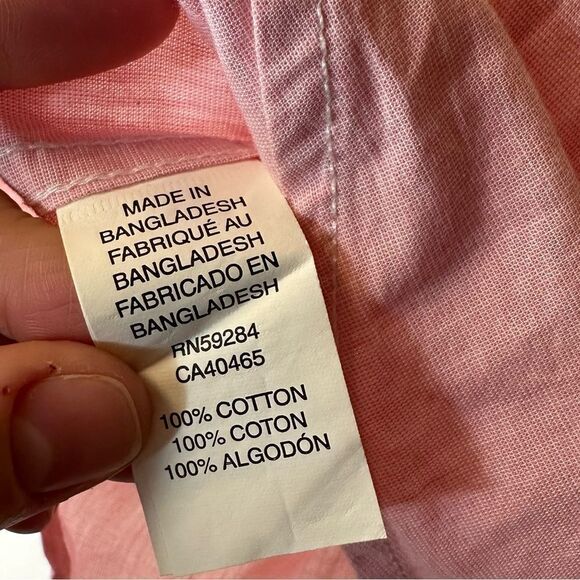 MADE IN
BANGLADESH
FABRIQUÉ AU
BANGLADESH
FABRICADO EN
BANGLADESH
RN59284
CA40465
100% COTTON
100% COTON
100% ALGODÓN